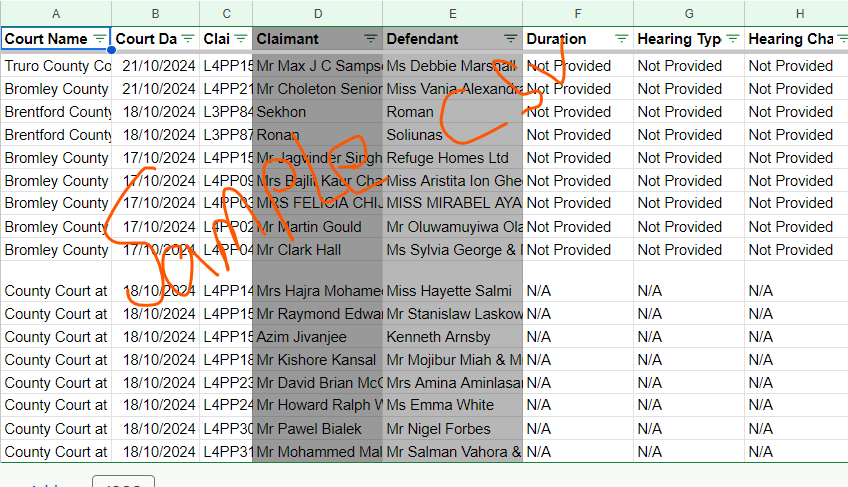 A B C D E F G H
Court Name Court Da Clai Claimant Defendant Duration Hearing Typ Hearing Cha
Truro County Co 21/10/2024 L4PP15 Mr Max J C Samps Ms Debbie Marshall Not Provided Not Provided Not Provided
Bromley County 21/10/2024 L4PP21 Mr Choleton Senior Miss Vania Alexandra Not Provided Not Provided Not Provided
Brentford County 18/10/2024 L3PP84 Sekhon Roman Not Provided Not Provided Not Provided
Brentford County 18/10/2024 L3PP87 Ronan Soliunas Not Provided Not Provided Not Provided
Bromley County 17/10/2024 L4PP15 Mr Jagvinder Singh Refuge Homes Ltd Not Provided Not Provided Not Provided
Bromley County 17/10/2024 L4PP09 Mrs Bajlit Kaur Cha Miss Aristita Ion Ghe Not Provided Not Provided Not Provided
Bromley County 17/10/2024 L4PP03 MRS FELICIA CHIJ MISS MIRABEL AYA Not Provided Not Provided Not Provided
Bromley County 17/10/2024 L4PP02 Mr Martin Gould Mr Oluwamuyiwa Ola Not Provided Not Provided Not Provided
Bromley County 17/10/2024 L4PP04 Mr Clark Hall Ms Sylvia George & Not Provided Not Provided Not Provided
County Court at 18/10/2024 L4PP14 Mrs Hajra Mohame Miss Hayette Salmi N/A N/A N/A
County Court at 18/10/2024 L4PP15 Mr Raymond Edwa Mr Stanislaw Laskow N/A N/A N/A
County Court at 18/10/2024 L4PP15 Azim Jivanjee Kenneth Arnsby N/A N/A N/A
County Court at 18/10/2024 L4PP18 Mr Kishore Kansal Mr Mojibur Miah & M N/A N/A N/A
County Court at 18/10/2024 L4PP23 Mr David Brian McC Mrs Amina Aminlasa N/A N/A N/A
County Court at 18/10/2024 L4PP24 Mr Howard Ralph W Ms Emma White N/A N/A N/A
County Court at 18/10/2024 L4PP30 Mr Pawel Bialek Mr Nigel Forbes N/A N/A N/A
County Court at 18/10/2024 L4PP31 Mr Mohammed Mal Mr Salman Vahora & N/A N/A N/A
Sample CSV